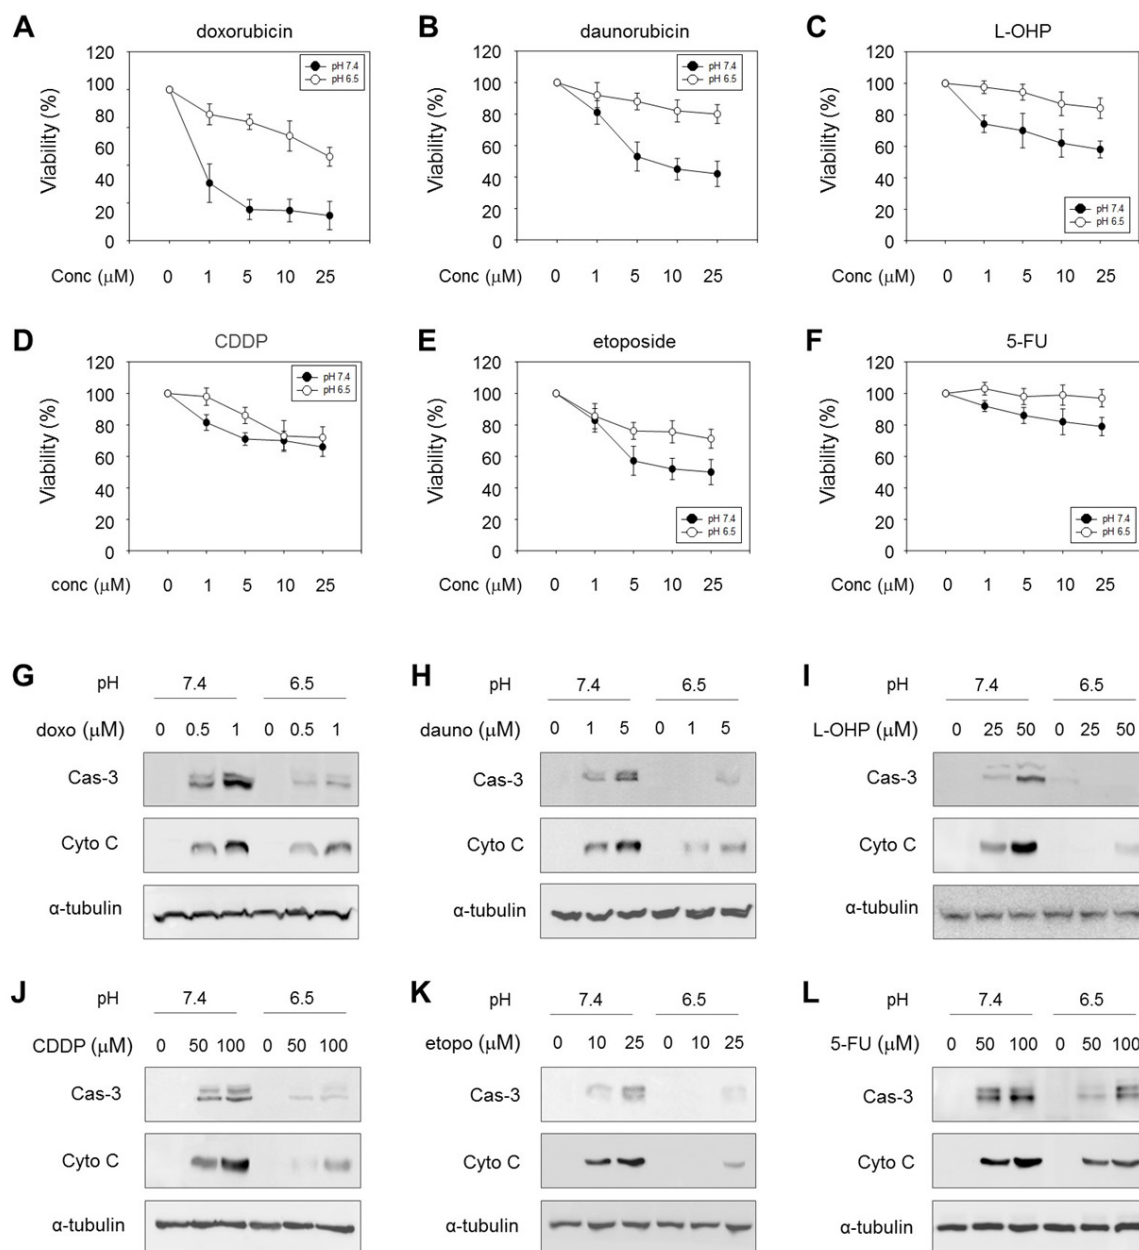 A
doxorubicin
Viability (%)
120
100
80
60
40
20
0
pH 7.4
pH 6.5
Conc (μM) 0 1 5 10 25
B
daunorubicin
Viability (%)
120
100
80
60
40
20
0
pH 7.4
pH 6.5
Conc (μM) 0 1 5 10 25
C
L-OHP
Viability (%)
120
100
80
60
40
20
0
pH 7.4
pH 6.5
Conc (μM) 0 1 5 10 25
D
CDDP
Viability (%)
120
100
80
60
40
20
0
pH 7.4
pH 6.5
conc (μM) 0 1 5 10 25
E
etoposide
Viability (%)
120
100
80
60
40
20
0
pH 7.4
pH 6.5
Conc (μM) 0 1 5 10 25
F
5-FU
Viability (%)
120
100
80
60
40
20
0
pH 7.4
pH 6.5
Conc (μM) 0 1 5 10 25
G
pH 7.4 6.5
doxo (μM) 0 0.5 1 0 0.5 1
Cas-3
Cyto C
α-tubulin
H
pH 7.4 6.5
dauno (μM) 0 1 5 0 1 5
Cas-3
Cyto C
α-tubulin
I
pH 7.4 6.5
L-OHP (μM) 0 25 50 0 25 50
Cas-3
Cyto C
α-tubulin
J
pH 7.4 6.5
CDDP (μM) 0 50 100 0 50 100
Cas-3
Cyto C
α-tubulin
K
pH 7.4 6.5
etopo (μM) 0 10 25 0 10 25
Cas-3
Cyto C
α-tubulin
L
pH 7.4 6.5
5-FU (μM) 0 50 100 0 50 100
Cas-3
Cyto C
α-tubulin